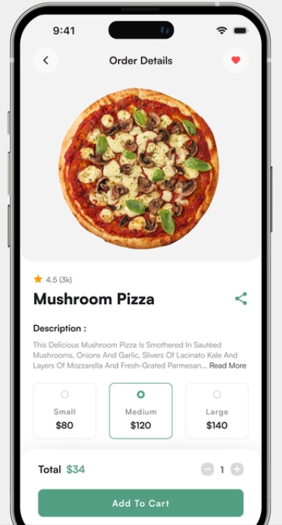 9:41
Order Details
4.5 (3k)
Mushroom Pizza
Description :
This Delicious Mushroom Pizza Is Smothered In Sautéed
Mushrooms, Onions And Garlic, Slivers Of Lacinato Kale And
Layers Of Mozzarella And Fresh-Grated Parmesan... Read More
Small Medium Large
$80 $120 $140
Total $34 1
Add To Cart